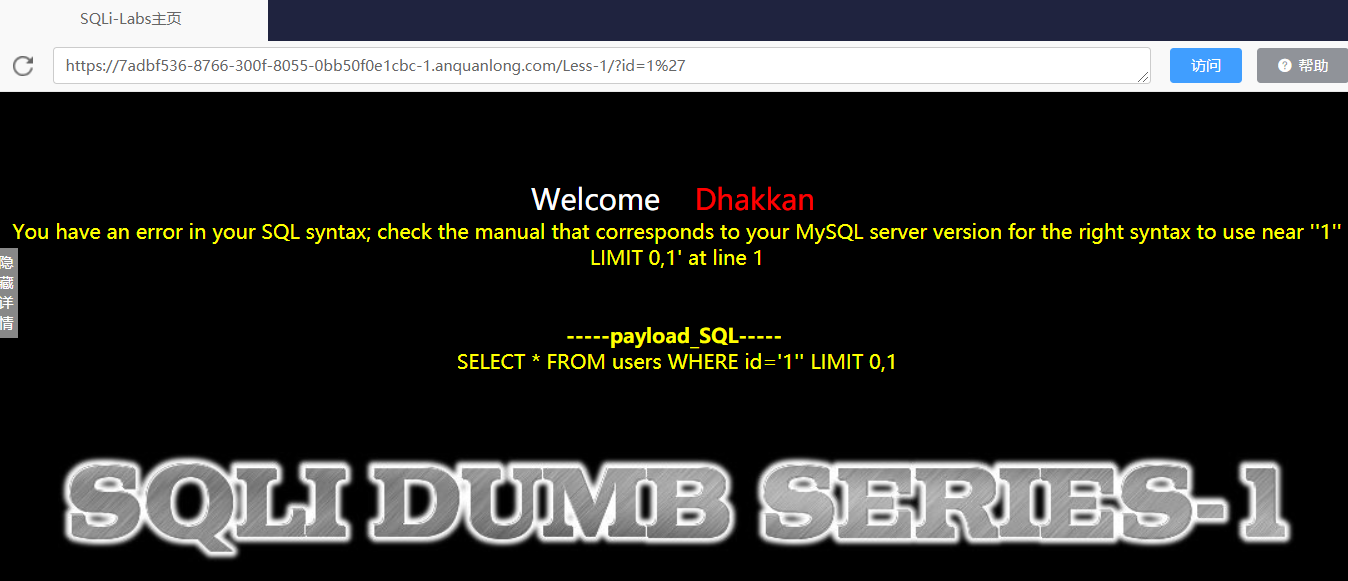 SQLi-Labs主页
https://7adbf536-8766-300f-8055-0bb50f0e1cbc-1.anquanlong.com/Less-1/?id=1%27
访问
? 帮助
Welcome Dhakkan
You have an error in your SQL syntax; check the manual that corresponds to your MySQL server version for the right syntax to use near ''1''
LIMIT 0,1' at line 1
隐
藏
详
情
-----payload_SQL-----
SELECT * FROM users WHERE id='1'' LIMIT 0,1
SQLI DUMB SERIES-1